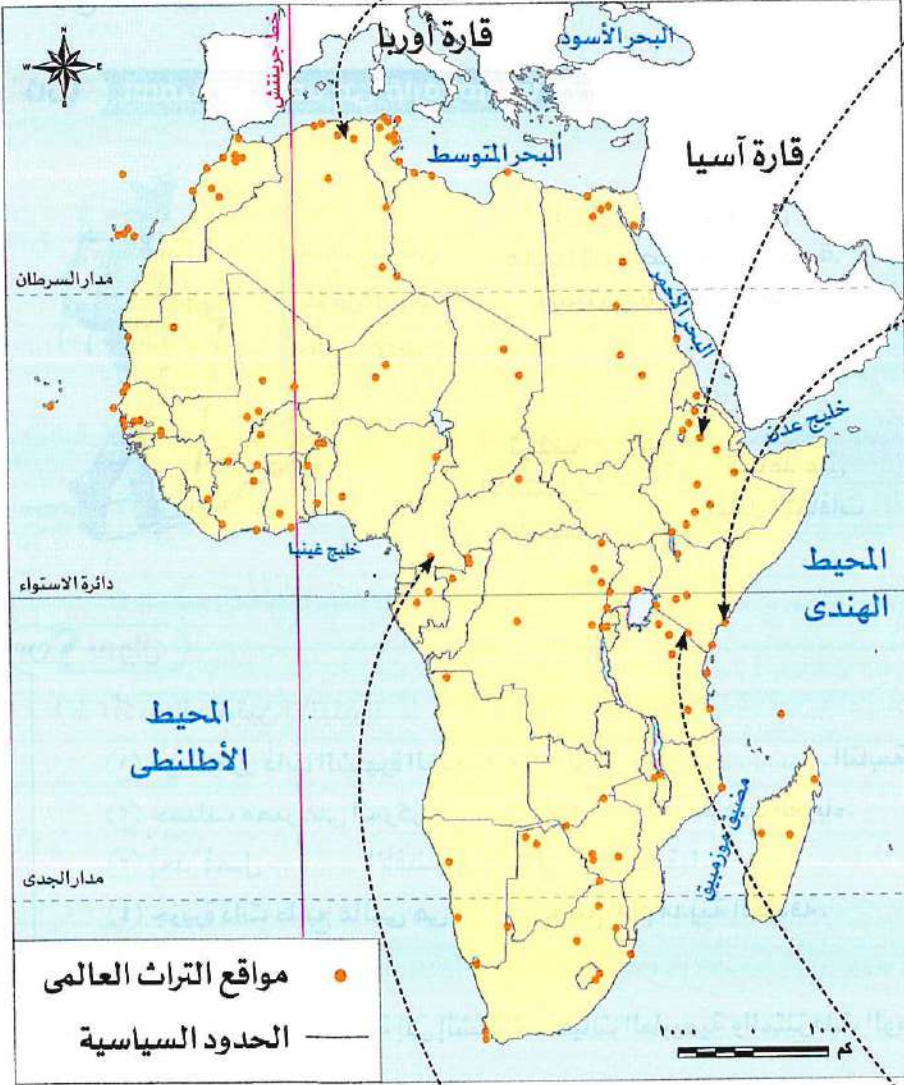 N
W E
S
خط جرينتش
قارة أوربا
البحر الأسود
البحر المتوسط
قارة آسيا
مدار السرطان
البحر الأحمر
خليج عدن
خليج غينيا
دائرة الاستواء
المحيط
الهندى
المحيط
الأطلنطى
مضيق موزمبيق
مدار الجدى
مواقع التراث العالمى
الحدود السياسية
١٠٠٠
كم